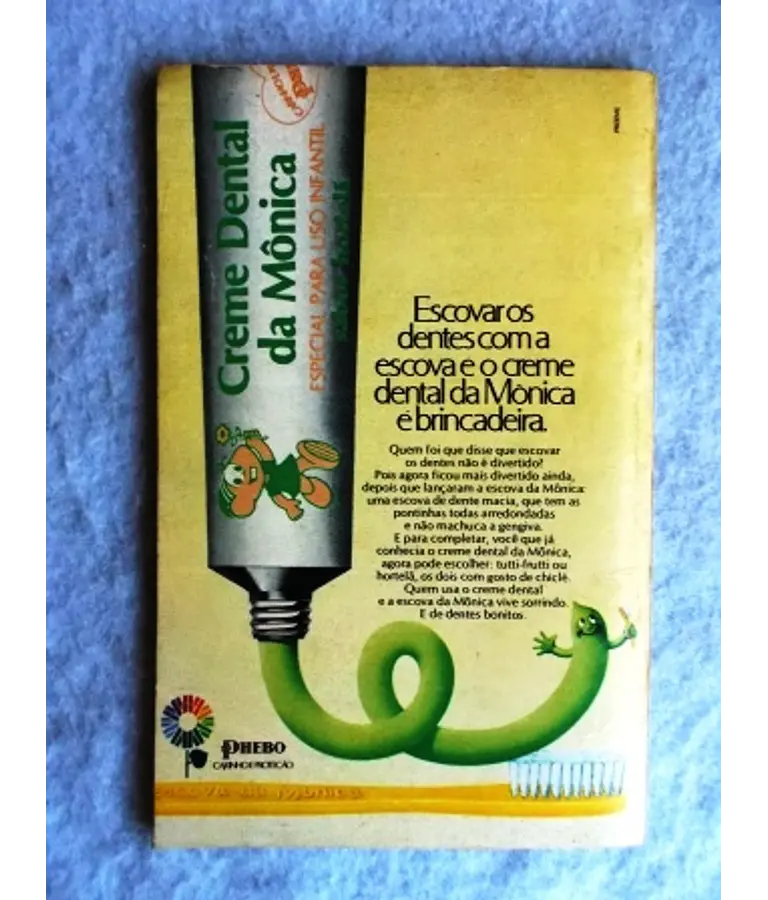 Creme Dental
da Mônica
ESPECIAL PARA USO INFANTIL
Escovar os
dentes com a
escova e o creme
dental da Mônica
é brincadeira.
Quem foi que disse que escovar
os dentes não é divertido?
Pois agora ficou mais divertido ainda,
depois que lançaram a escova da Mônica:
uma escova de dente macia, que tem as
pontinhas todas arredondadas
e não machuca a gengiva.
E para completar, você que já
conhecia o creme dental da Mônica,
agora pode escolher: tutti-frutti ou
hortelã, os dois com gosto de chiclé.
Quem usa o creme dental
e a escova da Mônica vive sorrindo.
E de dentes bonitos.
PHEBO
CARINHO E PROTEÇÃO
escova da Mônica